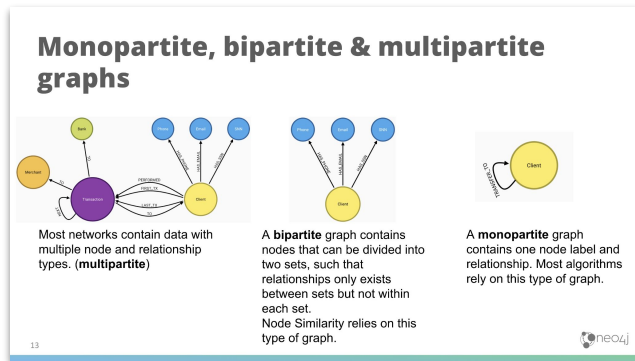 Monopartite, bipartite & multipartite
graphs
Bank
Phone
Email
SSN
Merchant
TO
TO
HAS_PHONE
HAS_EMAIL
HAS_SSN
PERFORMED
FIRST_TX
Transaction
Client
LAST_TX
TO
NEXT
Phone
Email
SSN
HAS_PHONE
HAS_EMAIL
HAS_SSN
Client
Client
TRANSFER_TO
Most networks contain data with
multiple node and relationship
types. (multipartite)
A bipartite graph contains
nodes that can be divided into
two sets, such that
relationships only exists
between sets but not within
each set.
Node Similarity relies on this
type of graph.
A monopartite graph
contains one node label and
relationship. Most algorithms
rely on this type of graph.
13
neo4j